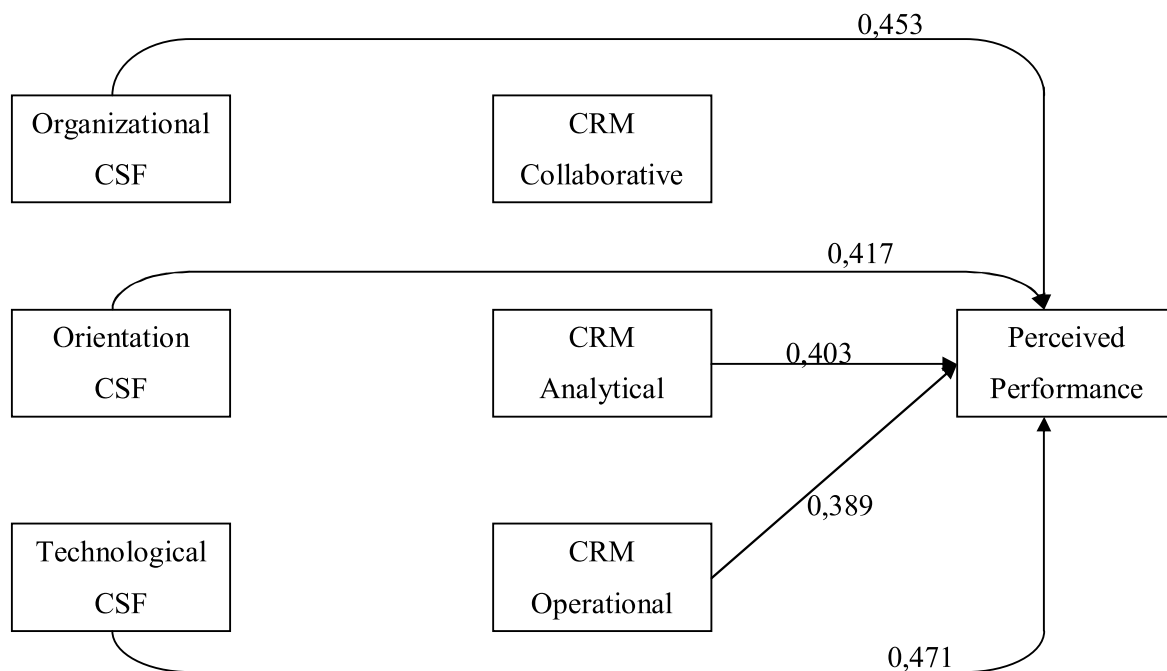 0,453
Organizational
CSF
CRM
Collaborative
0,417
Orientation
CSF
CRM
Analytical
0,403
Perceived
Performance
0,389
Technological
CSF
CRM
Operational
0,471